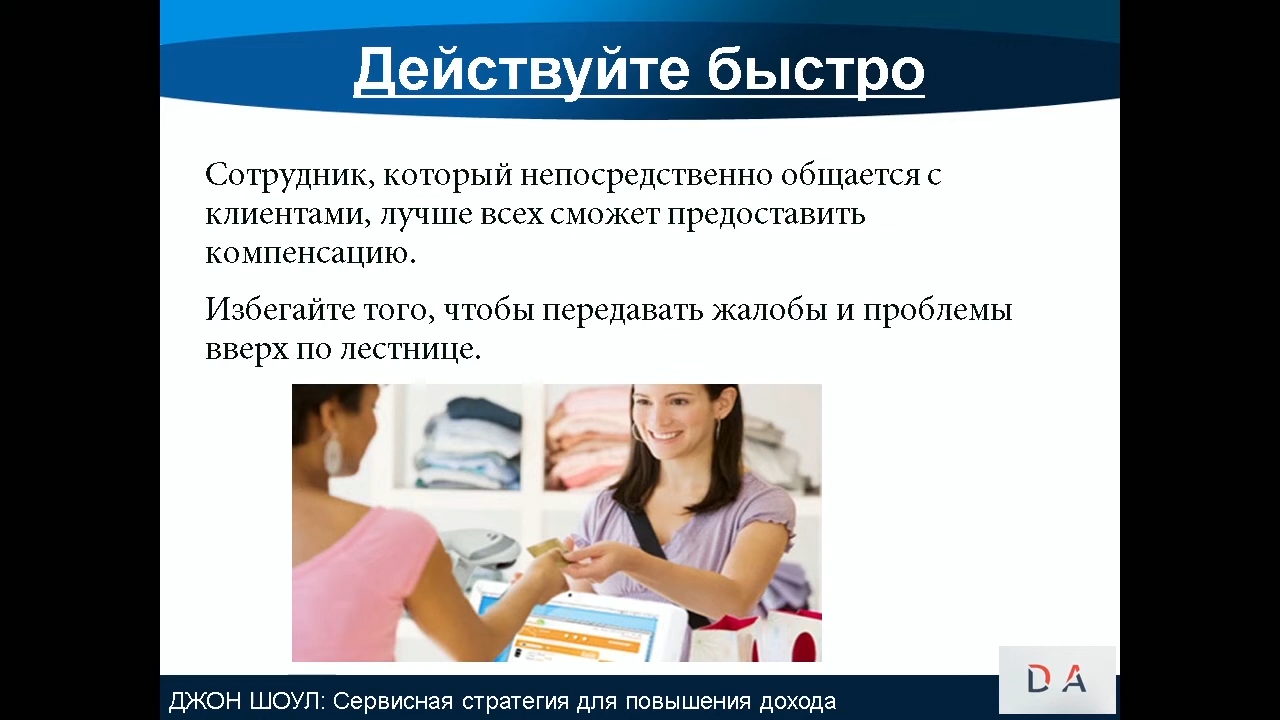 Действуйте быстро
Сотрудник, который непосредственно общается с
клиентами, лучше всех сможет предоставить
компенсацию.
Избегайте того, чтобы передавать жалобы и проблемы
вверх по лестнице.
ДЖОН ШОУЛ: Сервисная стратегия для повышения дохода
DA